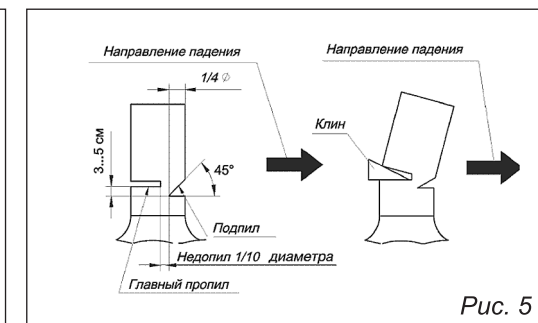 Направление падения
1/4 ф
3...5 см
45°
Подпил
Недопил 1/10 диаметра
Главный пропил
Направление падения
Клин
Рис. 5